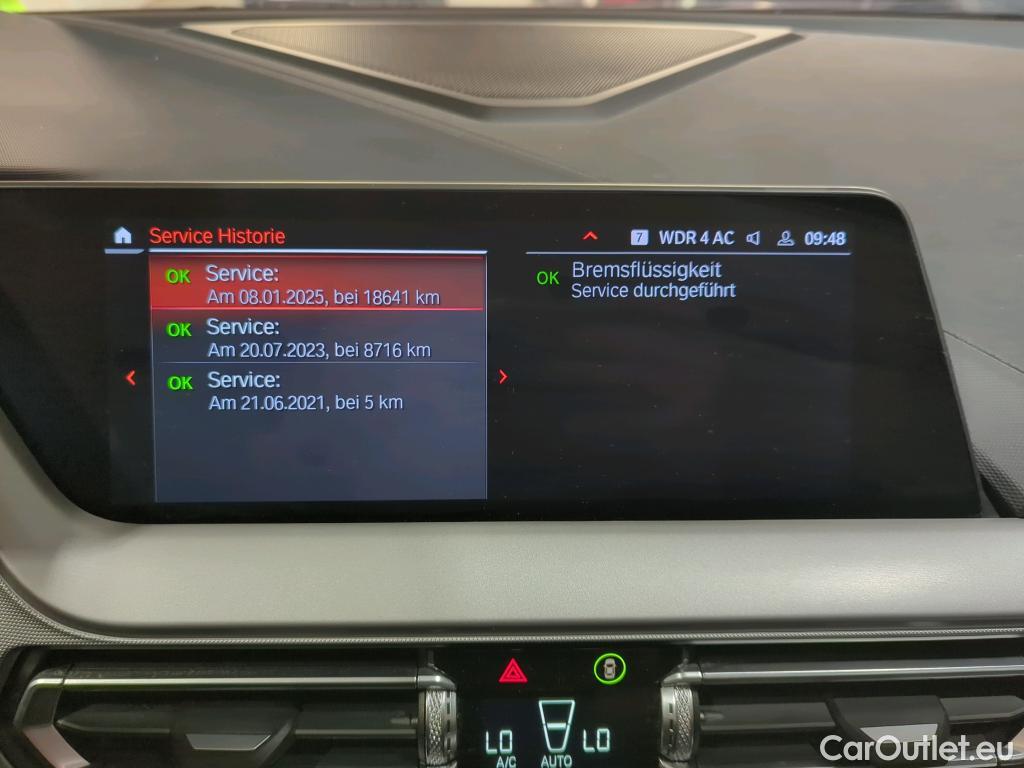 Service Historie
7 WDR 4 AC 09:48
OK Service:
Am 08.01.2025, bei 18641 km
OK Service:
Am 20.07.2023, bei 8716 km
OK Service:
Am 21.06.2021, bei 5 km
OK Bremsflüssigkeit
Service durchgeführt
LO LO
A/C AUTO
CarOutlet.eu